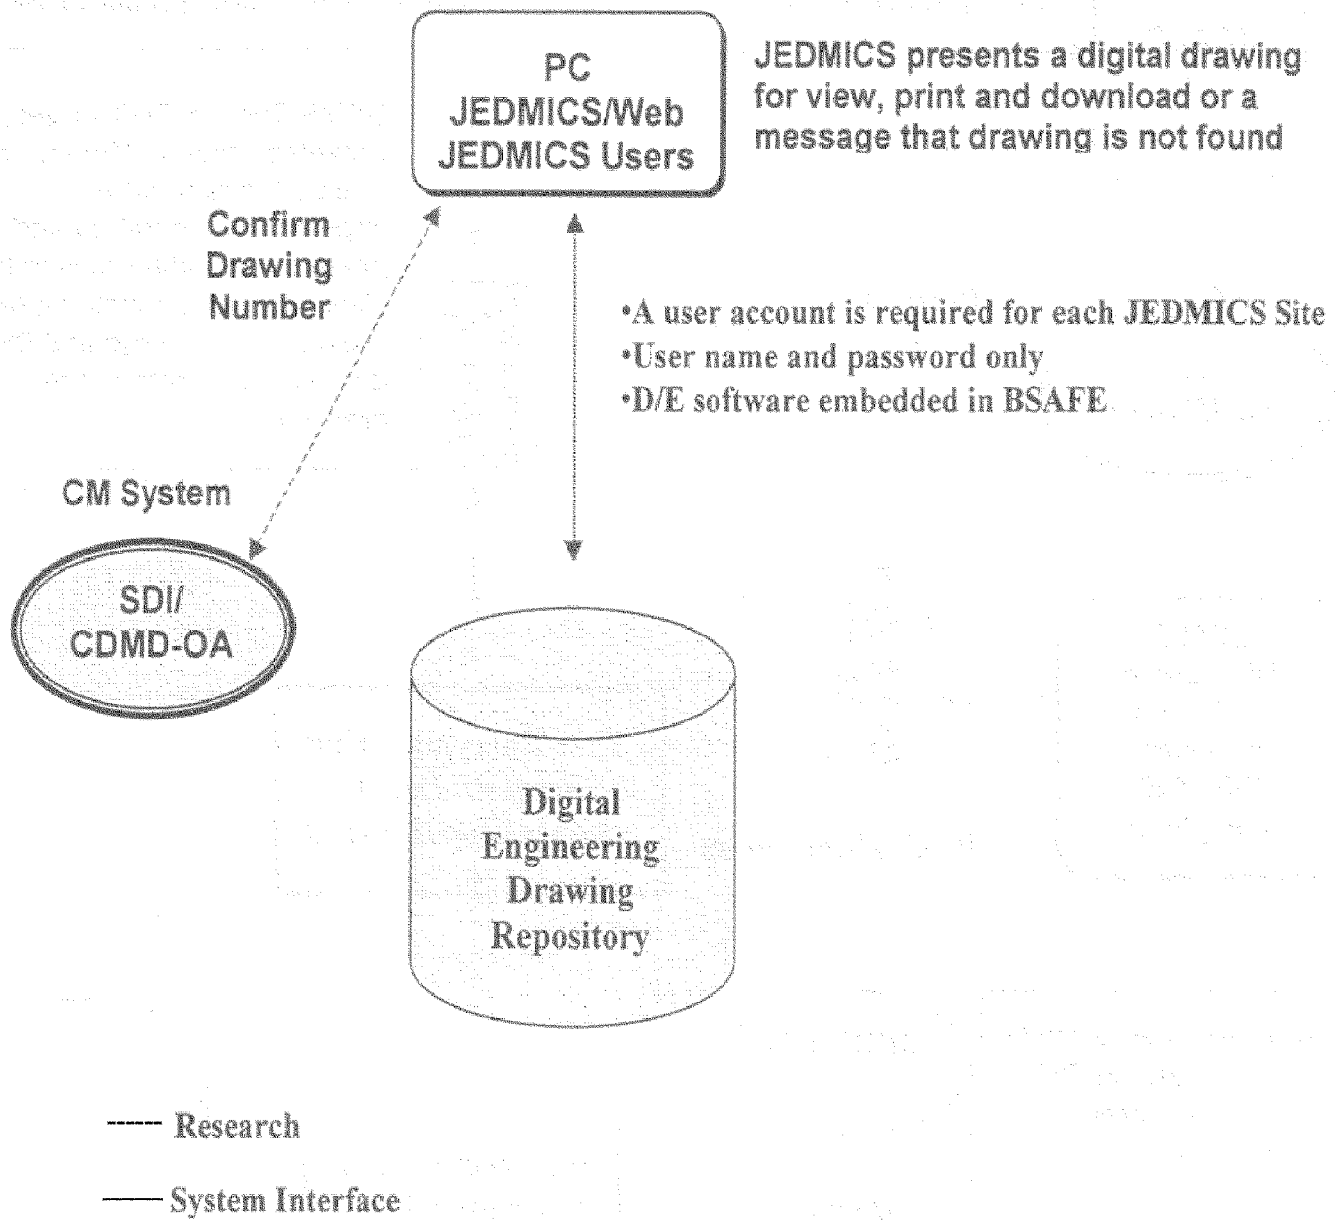 PC
JEDMICS/Web
JEDMICS Users
JEDMICS presents a digital drawing
for view, print and download or a
message that drawing is not found
Confirm
Drawing
Number
•A user account is required for each JEDMICS Site
•User name and password only
•D/E software embedded in BSAFE
CM System
SDI/
CDMD-OA
Digital
Engineering
Drawing
Repository
Research
System Interface